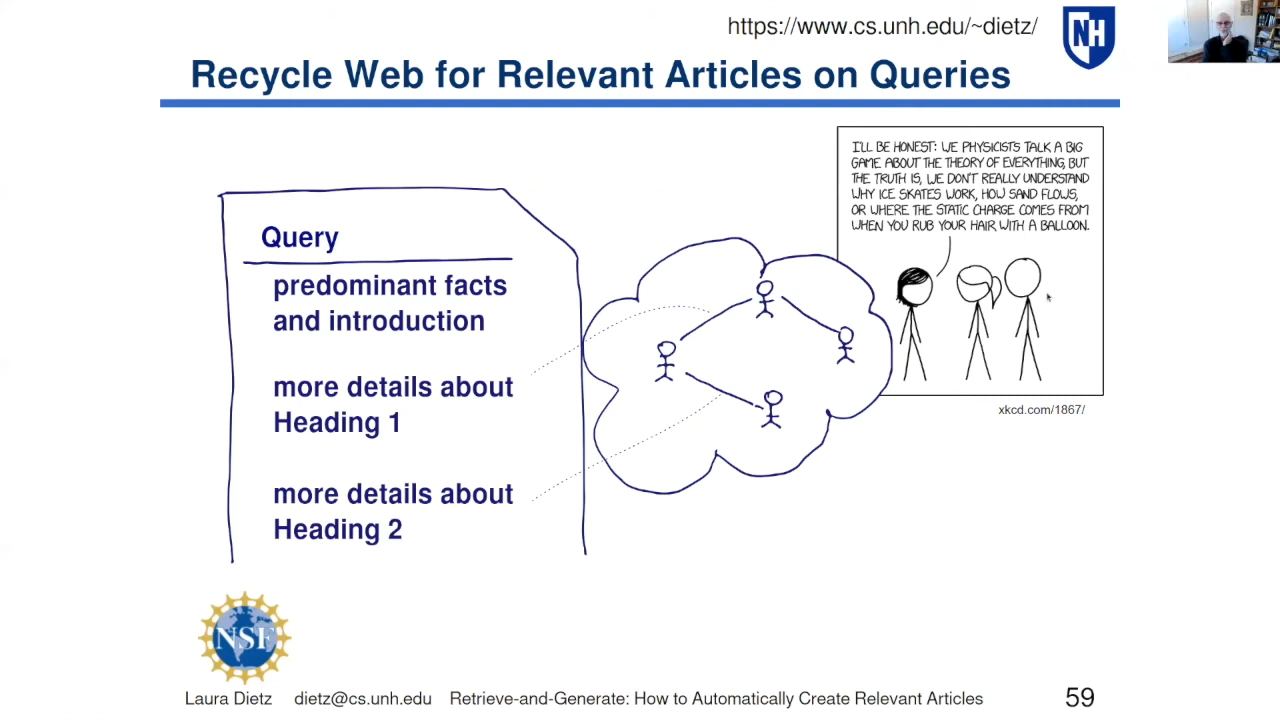 https://www.cs.unh.edu/~dietz/
NH
Recycle Web for Relevant Articles on Queries
I'LL BE HONEST: WE PHYSICISTS TALK A BIG
GAME ABOUT THE THEORY OF EVERYTHING, BUT
THE TRUTH IS, WE DON'T REALLY UNDERSTAND
WHY ICE SKATES WORK, HOW SAND FLOWS,
OR WHERE THE STATIC CHARGE COMES FROM
WHEN YOU RUB YOUR HAIR WITH A BALLOON.
Query
predominant facts
and introduction
more details about
Heading 1
more details about
Heading 2
xkcd.com/1867/
NSF
Laura Dietz dietz@cs.unh.edu Retrieve-and-Generate: How to Automatically Create Relevant Articles 59